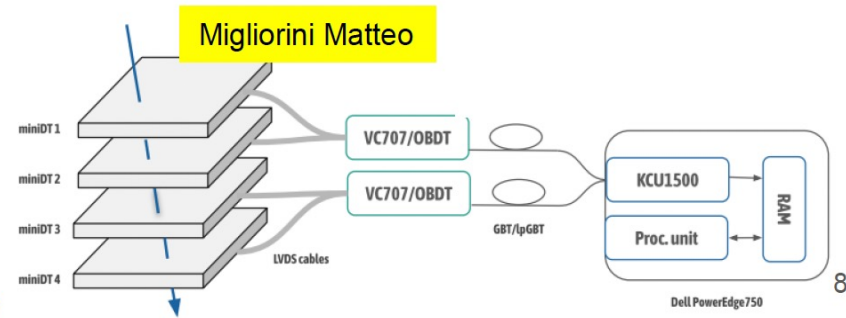 Migliorini Matteo
miniDT 1
VC707/OBDT
miniDT 2
KCU1500
RAM
VC707/OBDT
miniDT 3
GBT/lpGBT
Proc. unit
LVDS cables
miniDT 4
8
Dell PowerEdge750